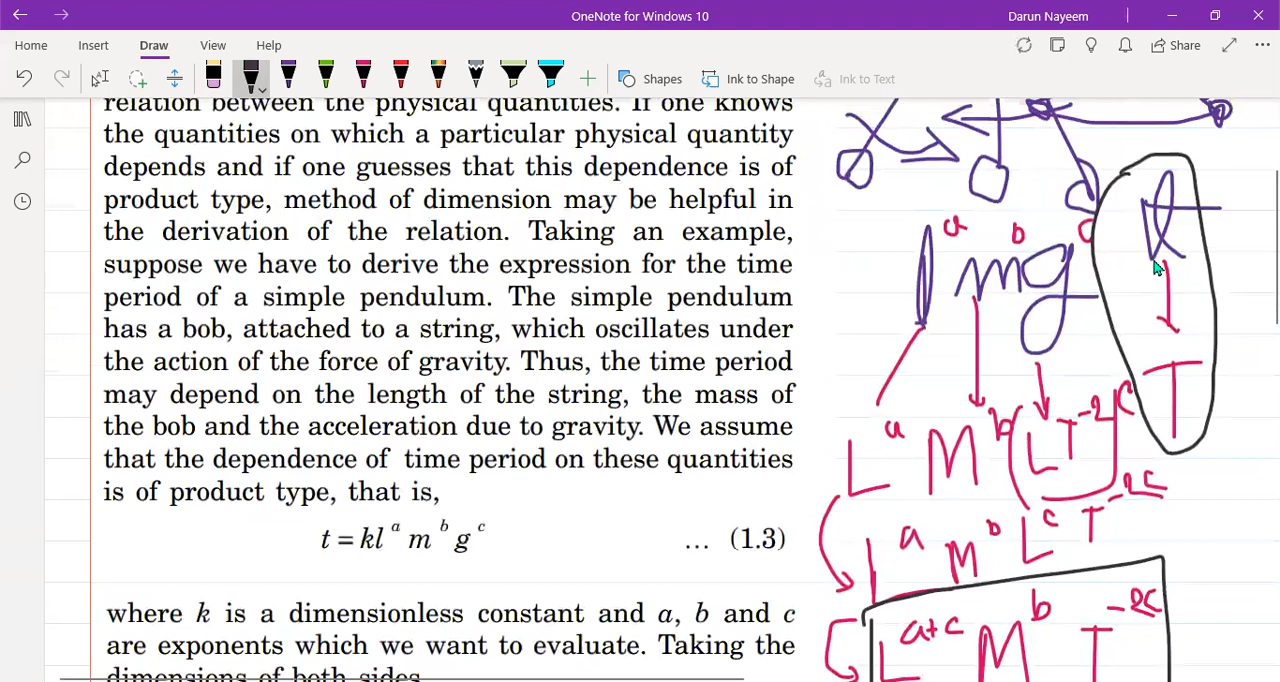 OneNote for Windows 10
Darun Nayeem
Home Insert Draw View Help
Share
Shapes
Ink to Shape
Ink to Text
relation between the physical quantities. If one knows
the quantities on which a particular physical quantity
depends and if one guesses that this dependence is of
product type, method of dimension may be helpful in
the derivation of the relation. Taking an example,
suppose we have to derive the expression for the time
period of a simple pendulum. The simple pendulum
has a bob, attached to a string, which oscillates under
the action of the force of gravity. Thus, the time period
may depend on the length of the string, the mass of
the bob and the acceleration due to gravity. We assume
that the dependence of time period on these quantities
is of product type, that is,
t = kl^a m^b g^c ... (1.3)
where k is a dimensionless constant and a, b and c
are exponents which we want to evaluate. Taking the
dimensions of both sides
l^a m^b g^c t
L^a M^b (LT^-2)^c T
L^a M^b L^c T^-2c
L^a+c M^b T^-2c